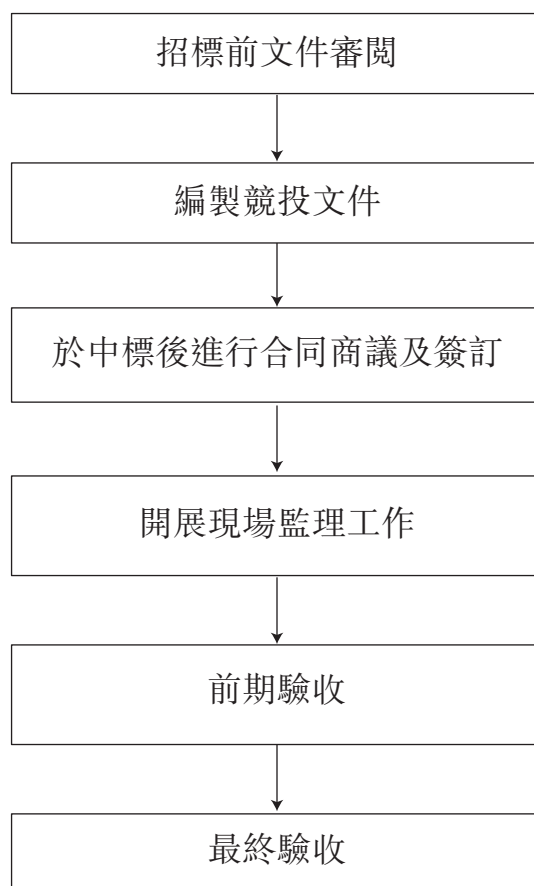 招標前文件審閱
編製競投文件
於中標後進行合同商議及簽訂
開展現場監理工作
前期驗收
最終驗收